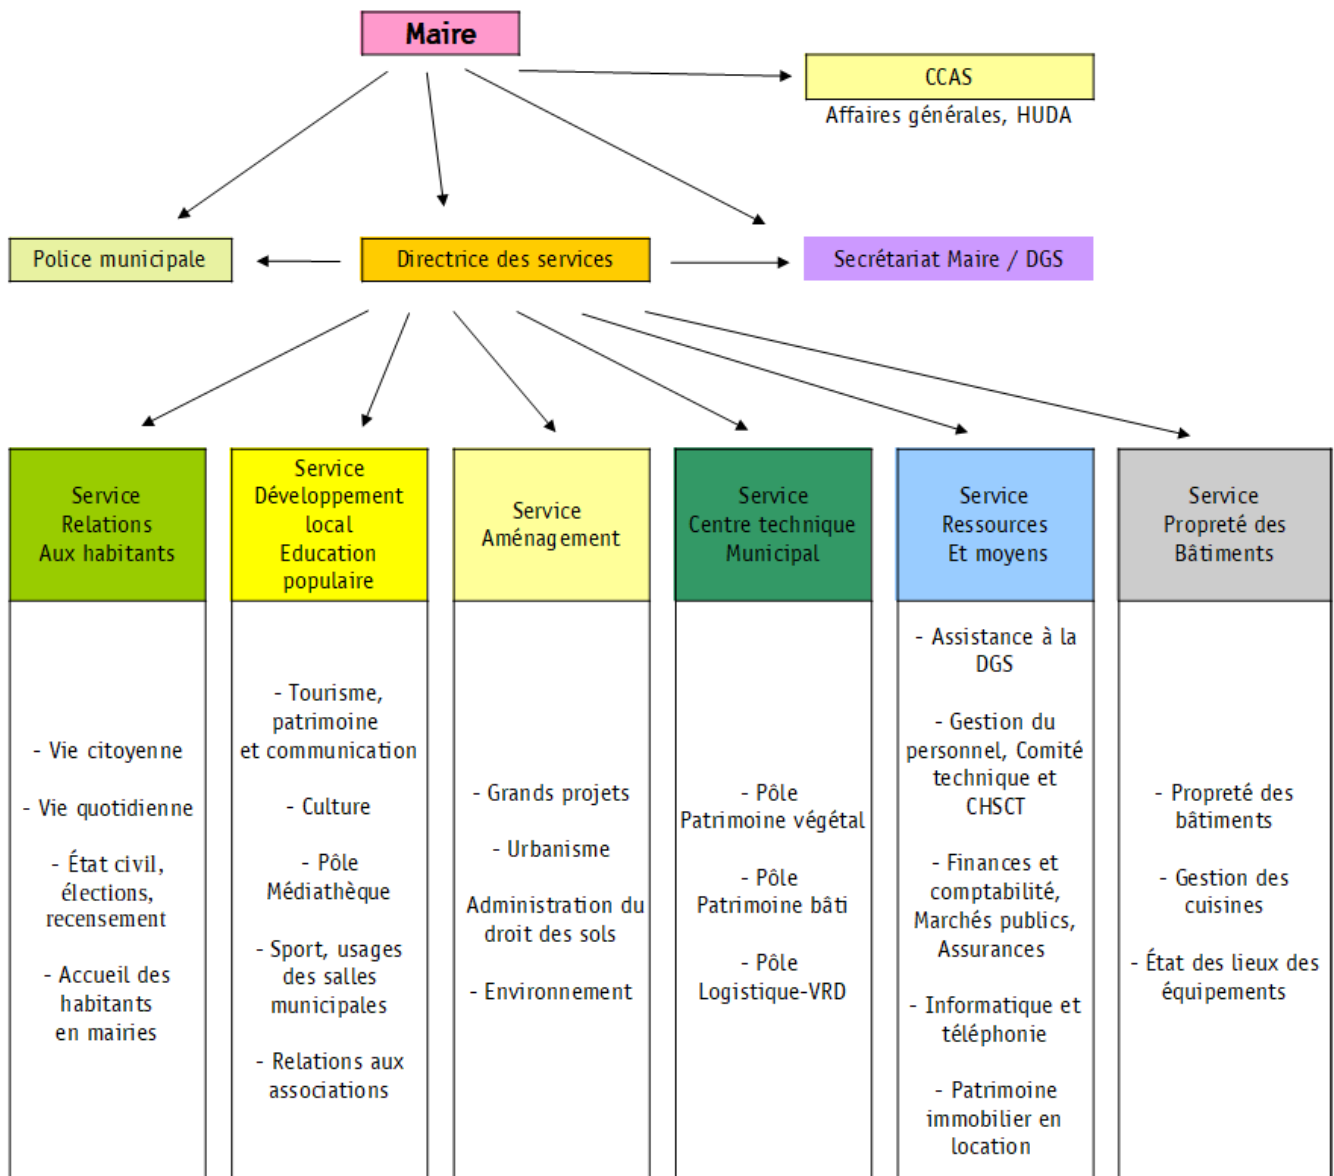 Maire
CCAS
Affaires générales, HUDA
Police municipale
Directrice des services
Secrétariat Maire / DGS
Service
Relations
Aux habitants
- Vie citoyenne
- Vie quotidienne
- État civil,
élections,
recensement
- Accueil des
habitants
en mairies
Service
Développement
local
Education
populaire
- Tourisme,
patrimoine
et communication
- Culture
- Pôle
Médiathèque
- Sport, usages
des salles
municipales
- Relations aux
associations
Service
Aménagement
- Grands projets
- Urbanisme
Administration du
droit des sols
- Environnement
Service
Centre technique
Municipal
- Pôle
Patrimoine végétal
- Pôle
Patrimoine bâti
- Pôle
Logistique-VRD
Service
Ressources
Et moyens
- Assistance à la
DGS
- Gestion du
personnel, Comité
technique et
CHSCT
- Finances et
comptabilité,
Marchés publics,
Assurances
- Informatique et
téléphonie
- Patrimoine
immobilier en
location
Service
Propreté des
Bâtiments
- Propreté des
bâtiments
- Gestion des
cuisines
- État des lieux des
équipements